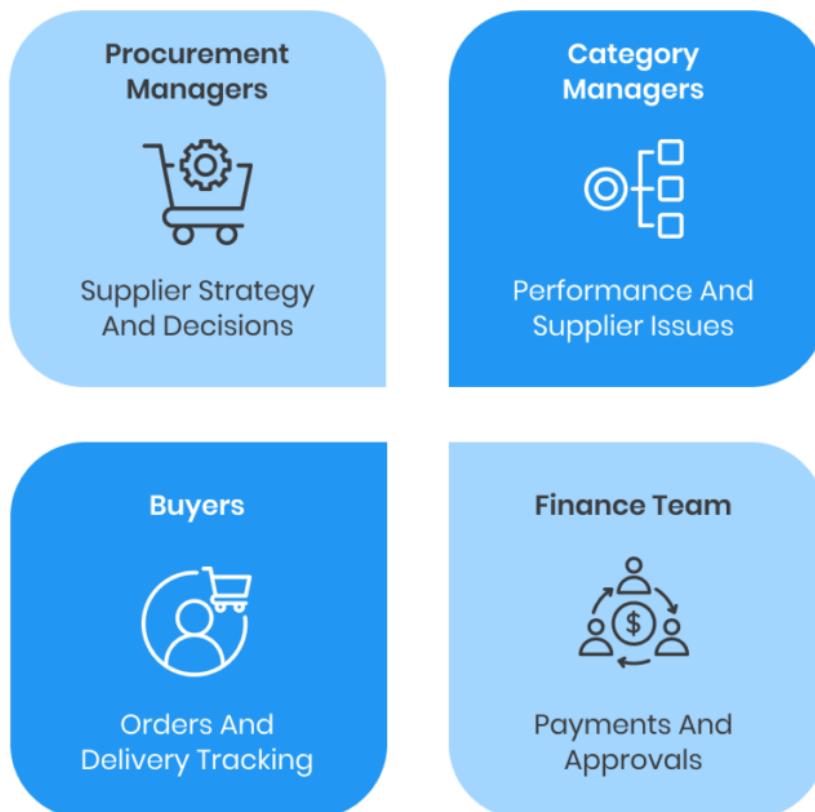 Procurement
Managers
Supplier Strategy
And Decisions
Category
Managers
Performance And
Supplier Issues
Buyers
Orders And
Delivery Tracking
Finance Team
$
Payments And
Approvals